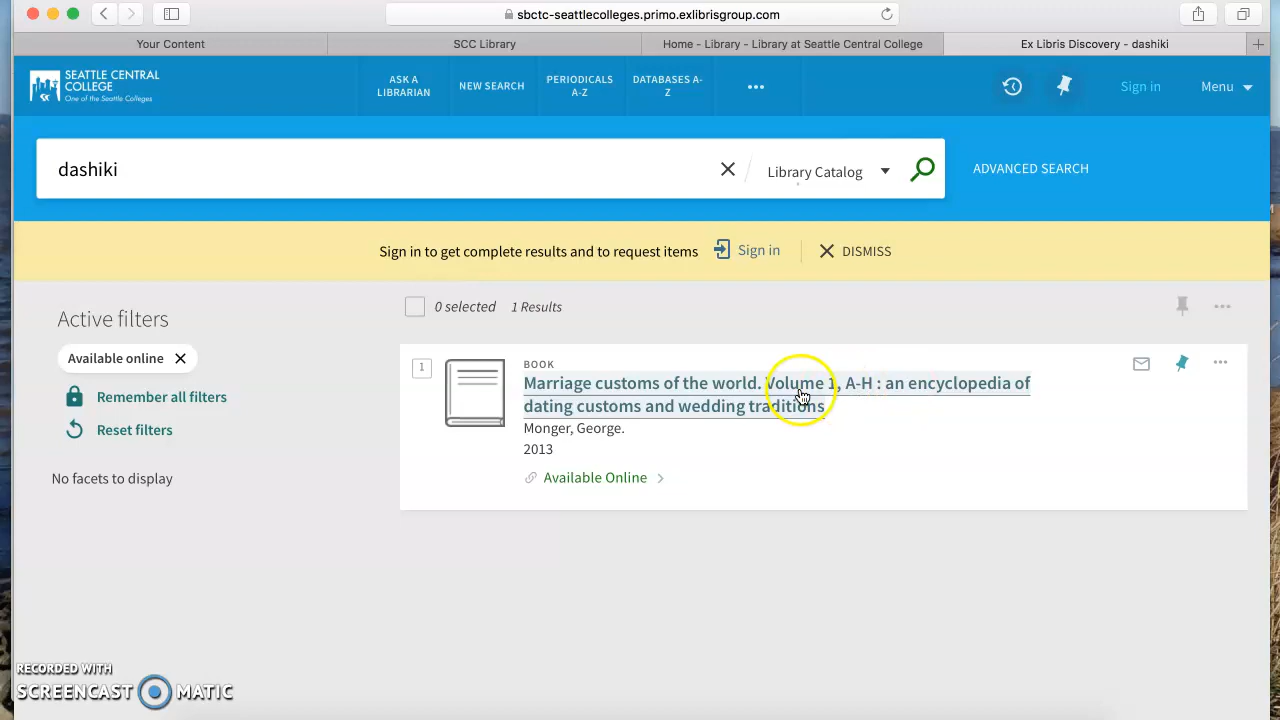 sbctc-seattlecolleges.primo.exlibrisgroup.com
Your Content
SCC Library
Home - Library - Library at Seattle Central College
Ex Libris Discovery - dashiki
SEATTLE CENTRAL
COLLEGE
One of the Seattle Colleges
ASK A
LIBRARIAN
NEW SEARCH
PERIODICALS
A-Z
DATABASES A-
Z
Sign in
Menu
dashiki
Library Catalog
ADVANCED SEARCH
Sign in to get complete results and to request items
Sign in
DISMISS
Active filters
0 selected 1 Results
Available online
Remember all filters
Reset filters
No facets to display
1
BOOK
Marriage customs of the world. Volume 1, A-H : an encyclopedia of
dating customs and wedding traditions
Monger, George.
2013
Available Online
RECORDED WITH
SCREENCAST MATIC